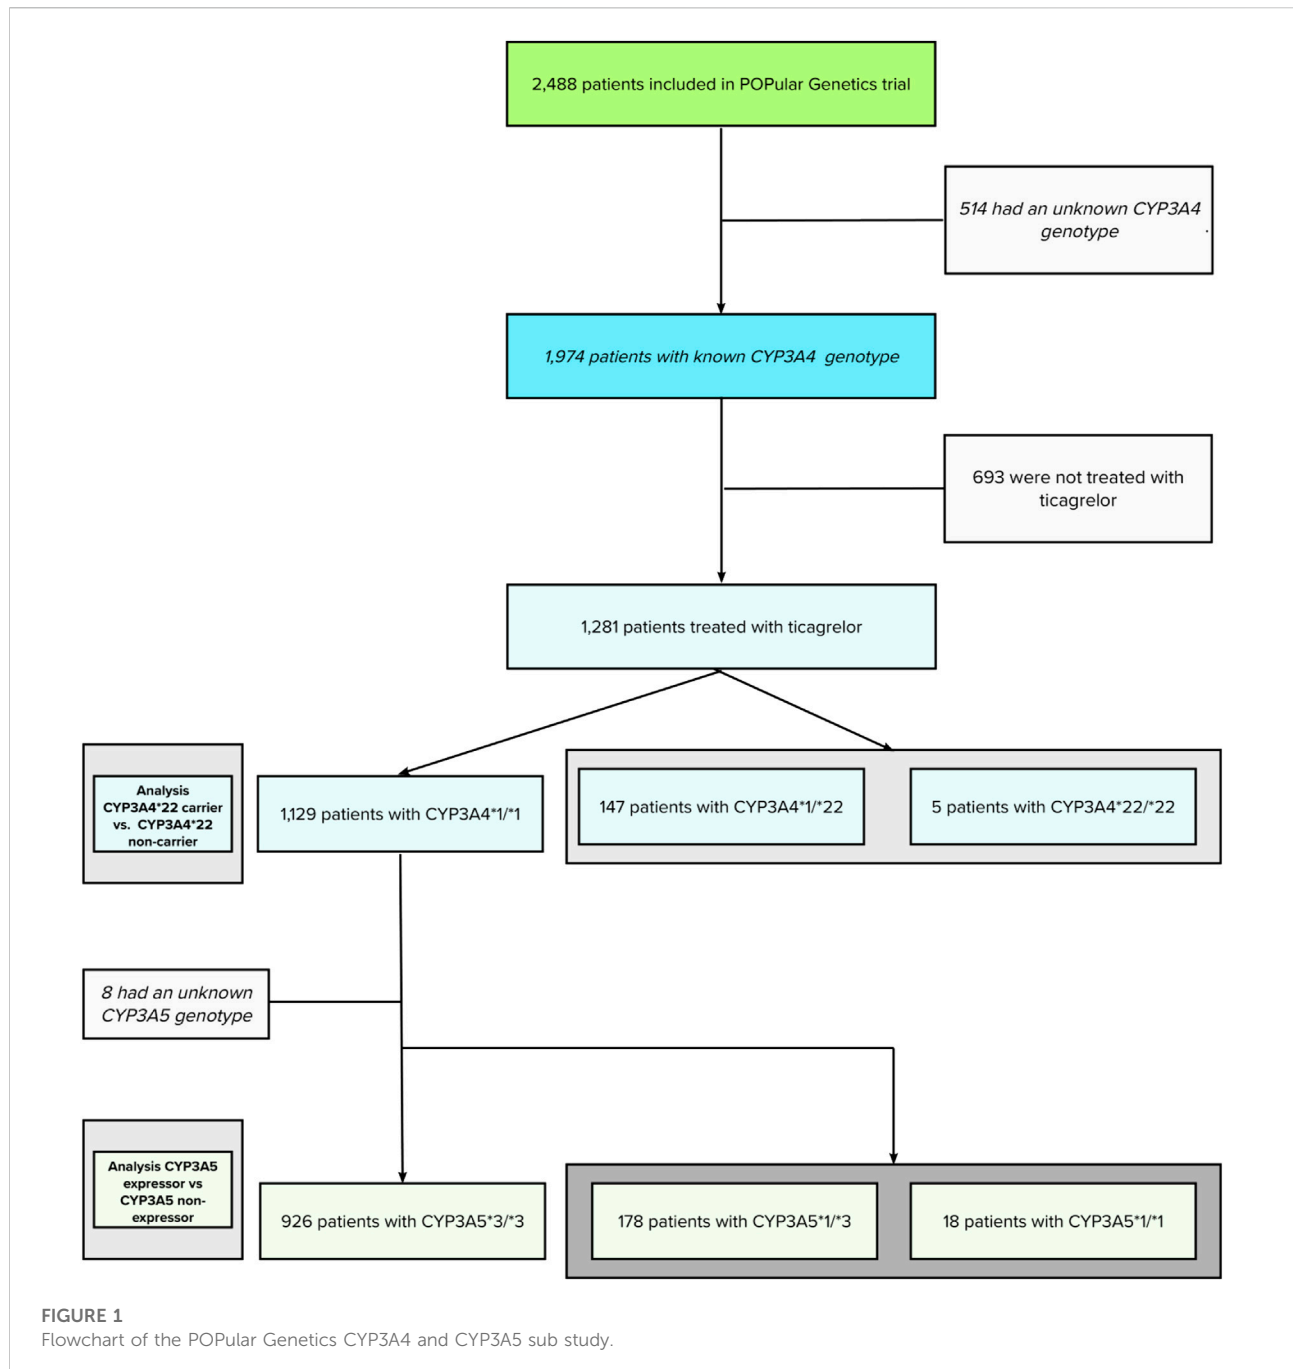 2,488 patients included in POPular Genetics trial
514 had an unknown CYP3A4
genotype
1,974 patients with known CYP3A4 genotype
693 were not treated with
ticagrelor
1,281 patients treated with ticagrelor
Analysis
CYP3A4*22 carrier
vs. CYP3A4*22
non-carrier
1,129 patients with CYP3A4*1/*1
147 patients with CYP3A4*1/*22
5 patients with CYP3A4*22/*22
8 had an unknown
CYP3A5 genotype
Analysis CYP3A5
expressor vs
CYP3A5 non-
expressor
926 patients with CYP3A5*3/*3
178 patients with CYP3A5*1/*3
18 patients with CYP3A5*1/*1
FIGURE 1
Flowchart of the POPular Genetics CYP3A4 and CYP3A5 sub study.